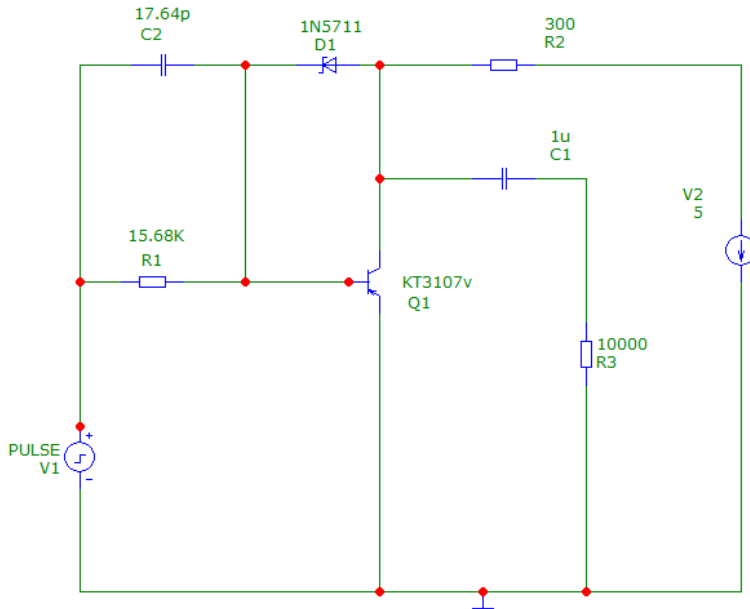 17.64p
C2
1N5711
D1
300
R2
1u
C1
V2
5
15.68K
R1
KT3107v
Q1
10000
R3
PULSE
V1
+
-